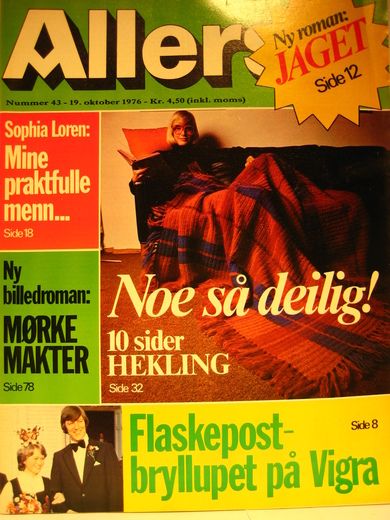 Allers
Ny roman:
JAGET
Side 12
Nummer 43 - 19. oktober 1976 - Kr. 4,50 (inkl. moms)
Sophia Loren:
Mine
praktfulle
menn...
Side 18
Ny
billedroman:
MØRKE
MAKTER
Side 78
Noe så deilig!
10 sider
HEKLING
Side 32
Flaskepost-
bryllupet på Vigra
Side 8